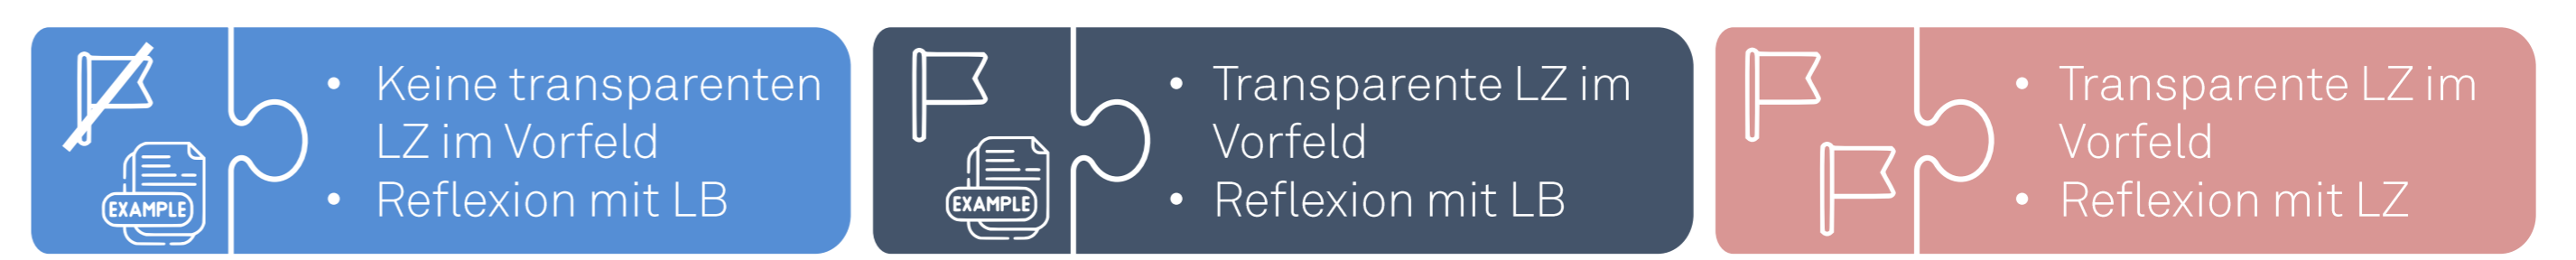 • Keine transparenten
LZ im Vorfeld
• Reflexion mit LB
EXAMPLE
• Transparente LZ im
Vorfeld
• Reflexion mit LB
EXAMPLE
• Transparente LZ im
Vorfeld
• Reflexion mit LZ